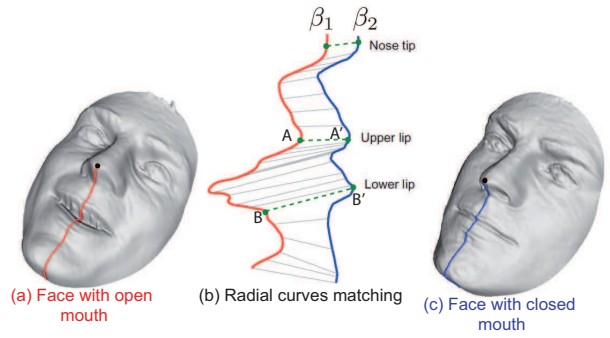 β₁ β₂
Nose tip
A A′
Upper lip
Lower lip
B B′
(a) Face with open
mouth
(b) Radial curves matching
(c) Face with closed
mouth